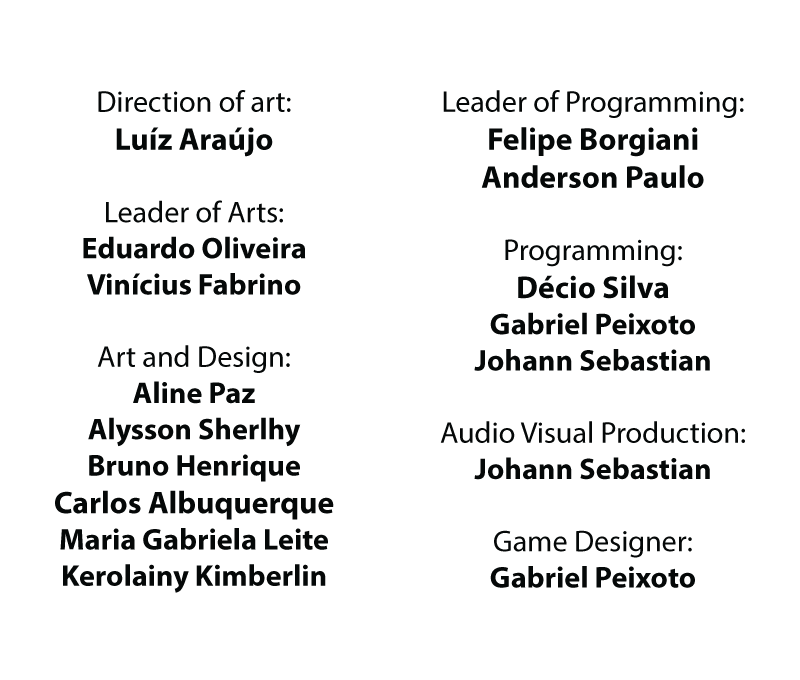 Direction of art:
Luíz Araújo
Leader of Arts:
Eduardo Oliveira
Vinícius Fabrino
Art and Design:
Aline Paz
Alysson Sherlhy
Bruno Henrique
Carlos Albuquerque
Maria Gabriela Leite
Kerolainy Kimberlin
Leader of Programming:
Felipe Borgiani
Anderson Paulo
Programming:
Décio Silva
Gabriel Peixoto
Johann Sebastian
Audio Visual Production:
Johann Sebastian
Game Designer:
Gabriel Peixoto